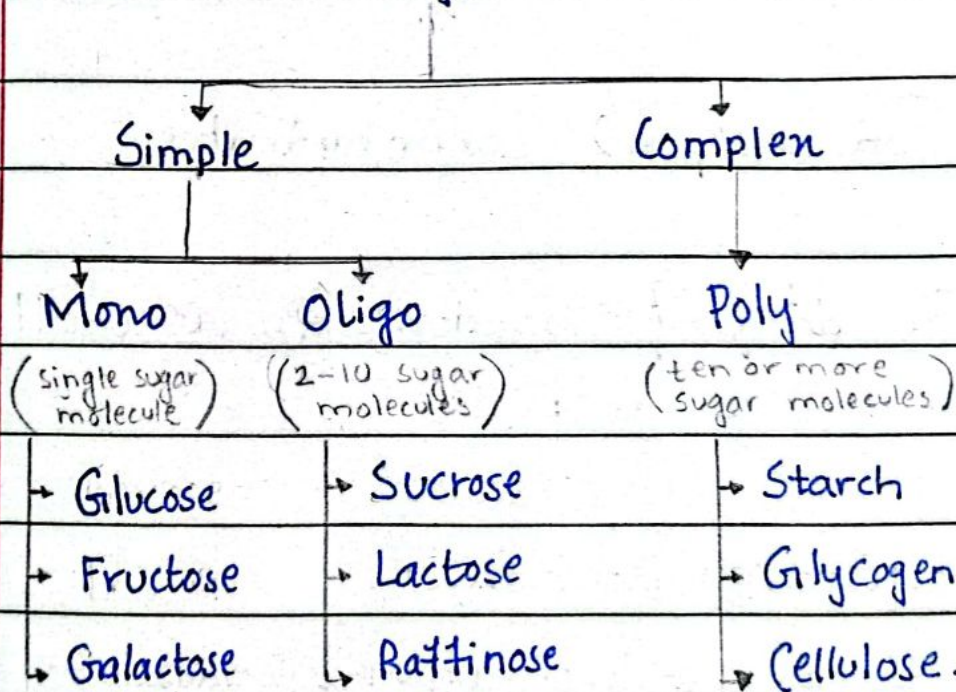 Simple Complex
Mono Oligo Poly
(single sugar molecule) (2-10 sugar molecules) (ten or more sugar molecules)
Glucose Sucrose Starch
Fructose Lactose Glycogen
Galactose Raffinose Cellulose.